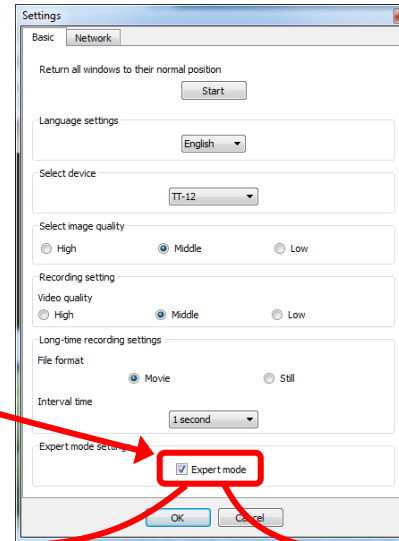 Settings
Basic Network
Return all windows to their normal position
Start
Language settings
English
Select device
TT-12
Select image quality
High Middle Low
Recording setting
Video quality
High Middle Low
Long-time recording settings
File format
Movie Still
Interval time
1 second
Expert mode settings
Expert mode
OK Cancel